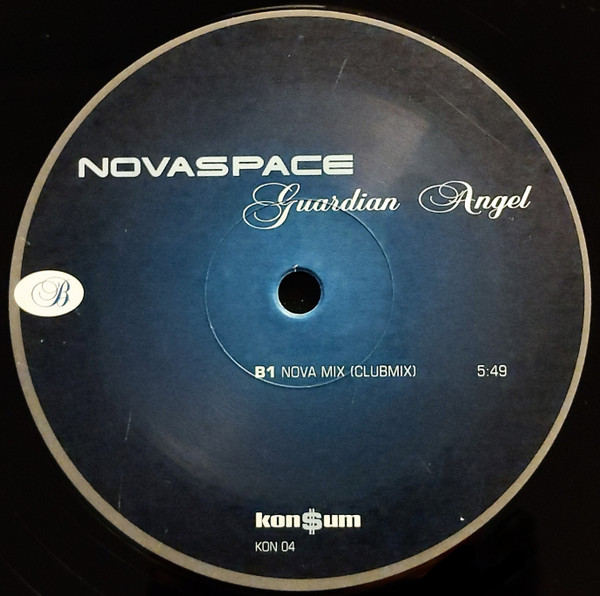 NOVASPACE
Guardian Angel
B
B1 NOVA MIX (CLUBMIX) 5:49
kon$um
KON 04